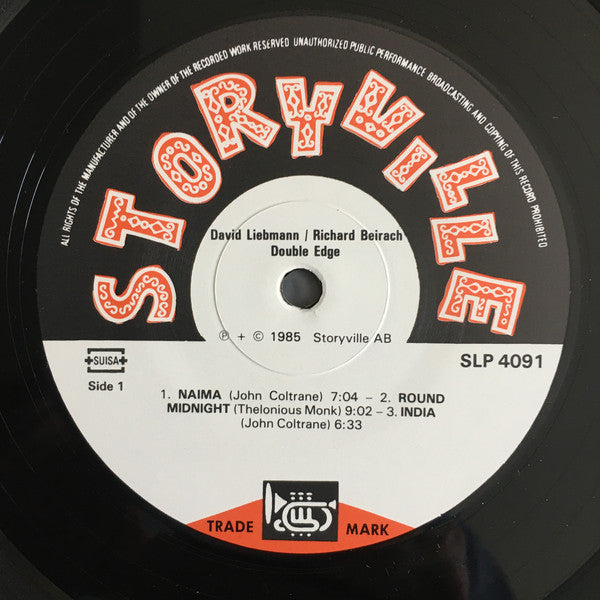 ALL RIGHTS OF THE MANUFACTURER AND OF THE OWNER OF THE RECORDED WORK RESERVED UNAUTHORIZED PUBLIC PERFORMANCE BROADCASTING AND COPYING OF THIS RECORD PROHIBITED
STORYVILLE
David Liebmann / Richard Beirach
Double Edge
℗ + © 1985 Storyville AB
SUISA
SLP 4091
Side 1
1. NAIMA (John Coltrane) 7:04 – 2. ROUND
MIDNIGHT (Thelonious Monk) 9:02 – 3. INDIA
(John Coltrane) 6:33
TRADE MARK